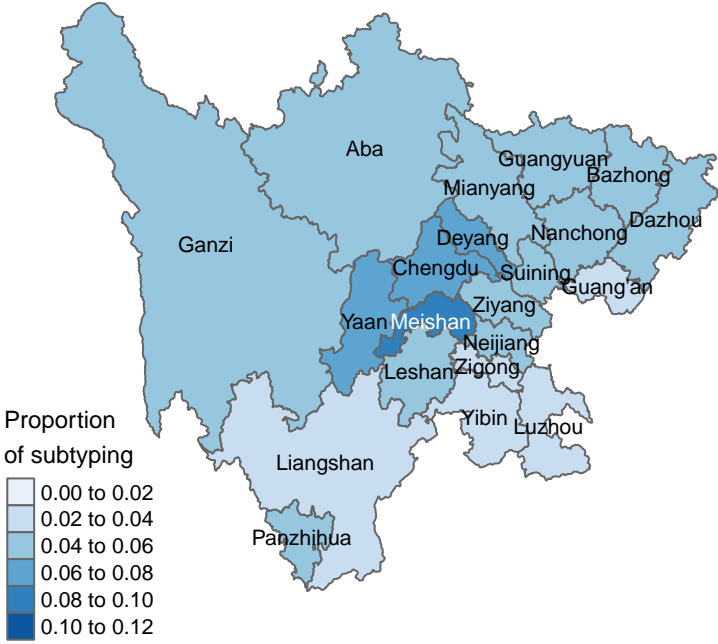 Aba
Guangyuan
Bazhong
Mianyang
Dazhou
Nanchong
Deyang
Ganzi
Chengdu
Suining
Guang'an
Ziyang
Yaan
Meishan
Neijiang
Zigong
Leshan
Yibin
Luzhou
Liangshan
Panzhihua
Proportion
of subtyping
0.00 to 0.02
0.02 to 0.04
0.04 to 0.06
0.06 to 0.08
0.08 to 0.10
0.10 to 0.12